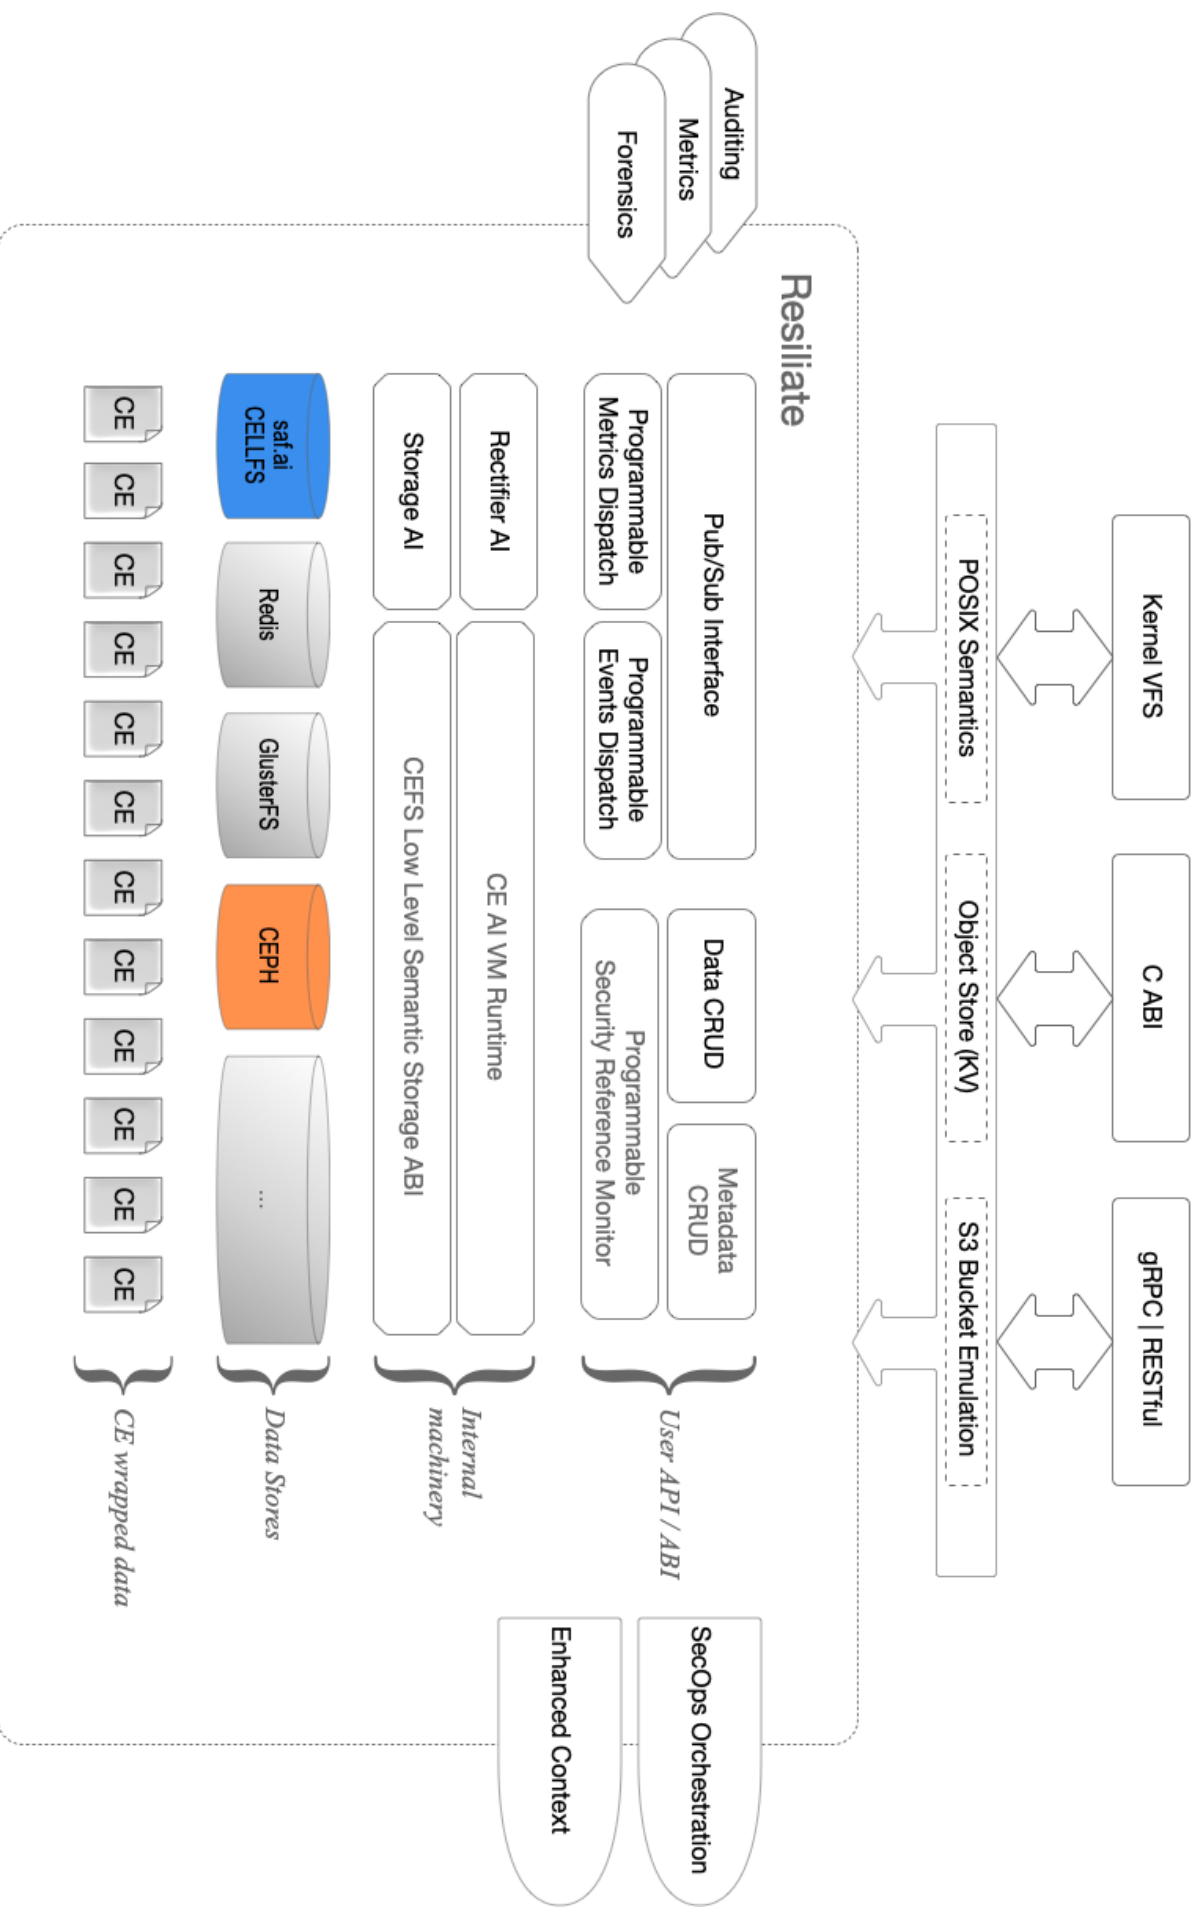 Kernel VFS
C ABI
gRPC | RESTful
POSIX Semantics
Object Store (KV)
S3 Bucket Emulation
Resiliate
Auditing
Metrics
Forensics
Pub/Sub Interface
Data CRUD
Metadata
CRUD
Programmable
Metrics Dispatch
Programmable
Events Dispatch
Programmable
Security Reference Monitor
User API / ABI
SecOps Orchestration
Enhanced Context
Rectifier AI
CE AI VM Runtime
Storage AI
CEFS Low Level Semantic Storage ABI
Internal
machinery
saf.ai
CELLFS
Redis
GlusterFS
CEPH
...
Data Stores
CE
CE
CE
CE
CE
CE
CE
CE
CE
CE
CE
CE
CE wrapped data